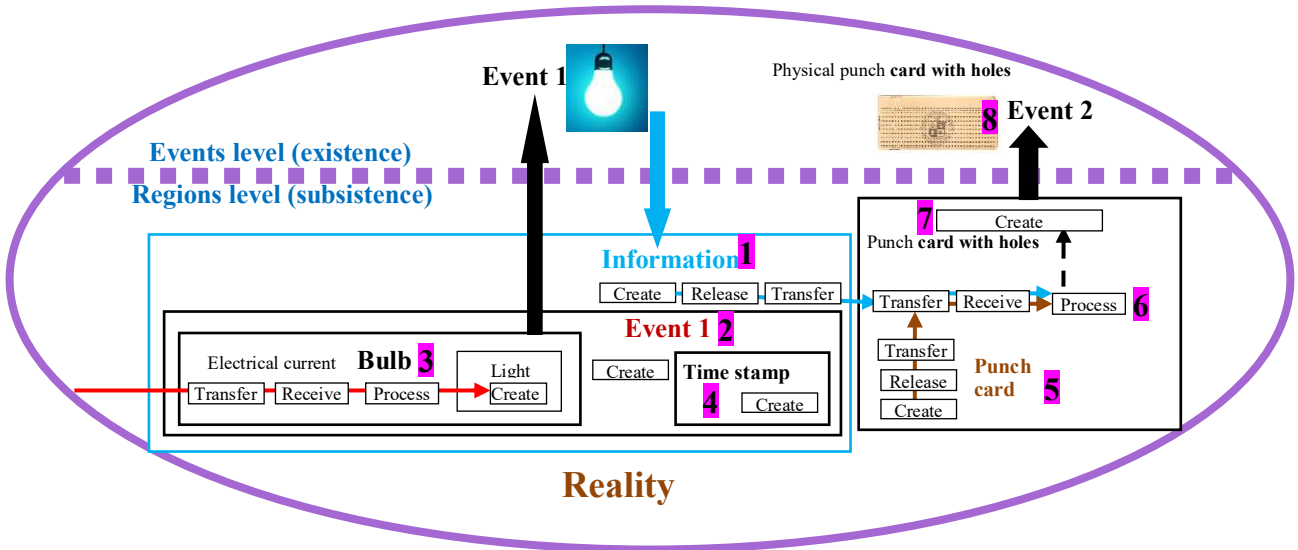 Physical punch card with holes
Event 1
8
Event 2
Events level (existence)
Regions level (subsistence)
7
Create
Punch card with holes
Information 1
Create
Release
Transfer
Transfer
Receive
Process
6
Event 1 2
Electrical current
Bulb 3
Light
Create
Transfer
Receive
Process
Create
Time stamp
4
Create
Transfer
Release
Create
Punch
card
5
Reality